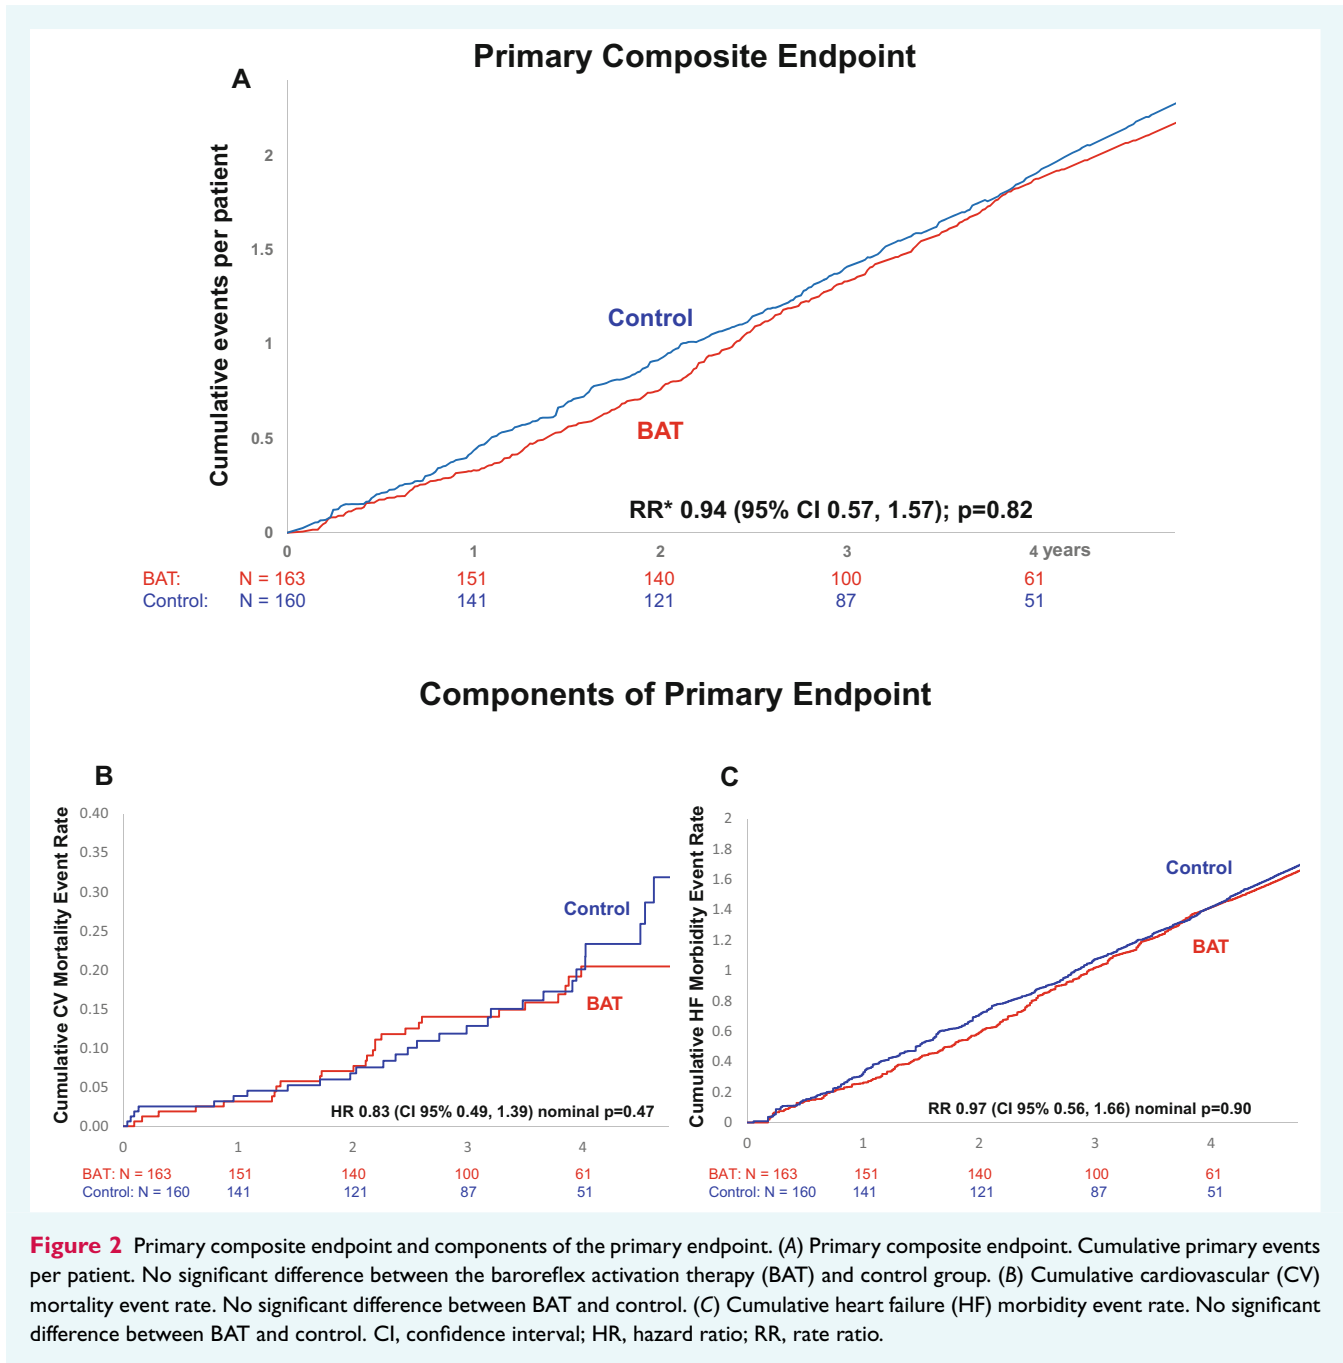 Primary Composite Endpoint
A
Cumulative events per patient
2
1.5
1
0.5
0
Control
BAT
RR* 0.94 (95% CI 0.57, 1.57); p=0.82
0 1 2 3 4 years
BAT: N = 163 151 140 100 61
Control: N = 160 141 121 87 51
Components of Primary Endpoint
B
Cumulative CV Mortality Event Rate
0.40
0.35
0.30
0.25
0.20
0.15
0.10
0.05
0.00
Control
BAT
HR 0.83 (CI 95% 0.49, 1.39) nominal p=0.47
0 1 2 3 4
BAT: N = 163 151 140 100 61
Control: N = 160 141 121 87 51
C
Cumulative HF Morbidity Event Rate
2
1.8
1.6
1.4
1.2
1
0.8
0.6
0.4
0.2
0
Control
BAT
RR 0.97 (CI 95% 0.56, 1.66) nominal p=0.90
0 1 2 3 4
BAT: N = 163 151 140 100 61
Control: N = 160 141 121 87 51
Figure 2 Primary composite endpoint and components of the primary endpoint. (A) Primary composite endpoint. Cumulative primary events
per patient. No significant difference between the baroreflex activation therapy (BAT) and control group. (B) Cumulative cardiovascular (CV)
mortality event rate. No significant difference between BAT and control. (C) Cumulative heart failure (HF) morbidity event rate. No significant
difference between BAT and control. CI, confidence interval; HR, hazard ratio; RR, rate ratio.